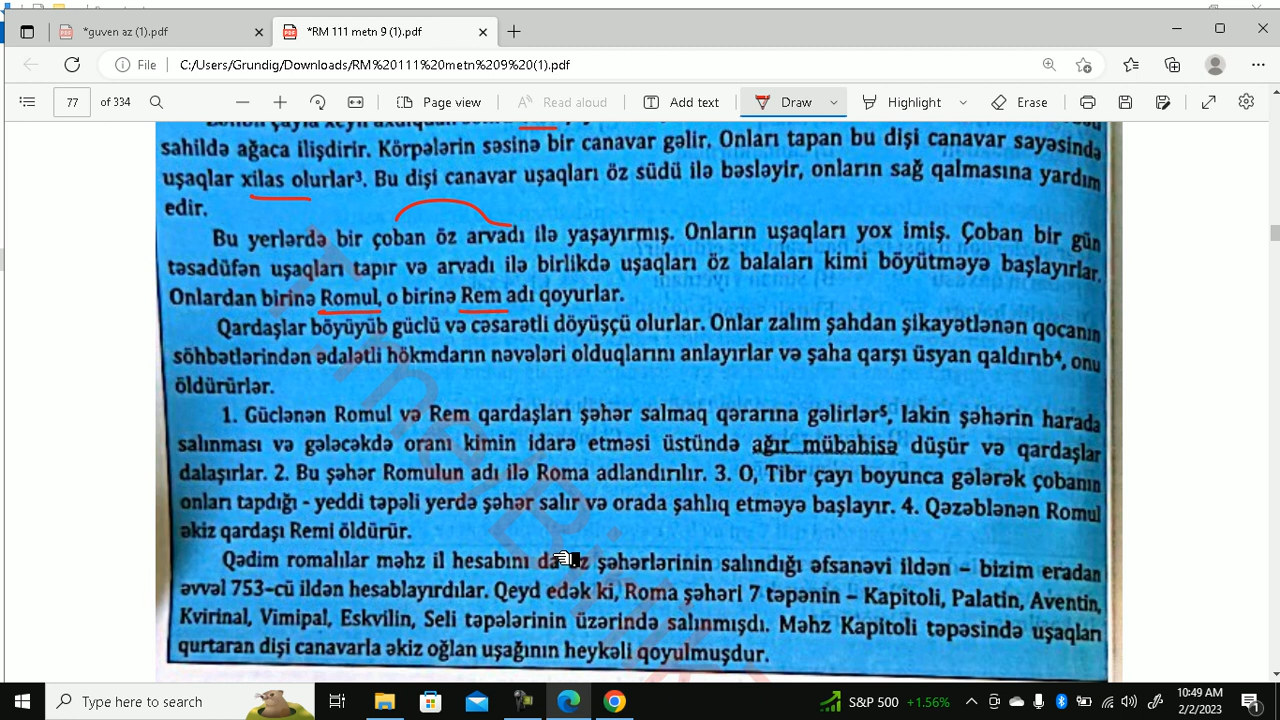 *guven az (1).pdf
*RM 111 metn 9 (1).pdf
File
C:/Users/Grundig/Downloads/RM%20111%20metn%209%20(1).pdf
77 of 334
Page view
Read aloud
Add text
Draw
Highlight
Erase
sahildə ağaca ilişdirir. Körpələrin səsinə bir canavar gəlir. Onları tapan bu dişi canavar sayəsində
uşaqlar xilas olurlar³. Bu dişi canavar uşaqları öz südü ilə bəsləyir, onların sağ qalmasına yardım
edir.
Bu yerlərdə bir çoban öz arvadı ilə yaşayırmış. Onların uşaqları yox imiş. Çoban bir gün
təsadüfən uşaqları tapır və arvadı ilə birlikdə uşaqları öz balaları kimi böyütməyə başlayırlar.
Onlardan birinə Romul, o birinə Rem adı qoyurlar.
Qardaşlar böyüyüb güclü və cəsarətli döyüşçü olurlar. Onlar zalım şahdan şikayətlənən qocanın
söhbətlərindən ədalətli hökmdarın nəvələri olduqlarını anlayırlar və şaha qarşı üsyan qaldırıb⁴, onu
öldürürlər.
1. Güclənən Romul və Rem qardaşları şəhər salmaq qərarına gəlirlər⁵, lakin şəhərin harada
salınması və gələcəkdə oranı kimin idarə etməsi üstündə ağır mübahisə düşür və qardaşlar
dalaşırlar. 2. Bu şəhər Romulun adı ilə Roma adlandırılır. 3. O, Tibr çayı boyunca gələrək çobanın
onları tapdığı - yeddi təpəli yerdə şəhər salır və orada şahlıq etməyə başlayır. 4. Qəzəblənən Romul
əkiz qardaşı Remi öldürür.
Qədim romalılar məhz il hesabını şəhərlərinin salındığı əfsanəvi ildən – bizim eradan
əvvəl 753-cü ildən hesablayırdılar. Qeyd edək ki, Roma şəhəri 7 təpənin – Kapitoli, Palatin, Aventin,
Kvirinal, Vimipal, Eskvilin, Seli təpələrinin üzərində salınmışdı. Məhz Kapitoli təpəsində uşaqları
qurtaran dişi canavarla əkiz oğlan uşağının heykəli qoyulmuşdur.
Type here to search
S&P 500 +1.56%
10:49 AM
2/2/2023
1